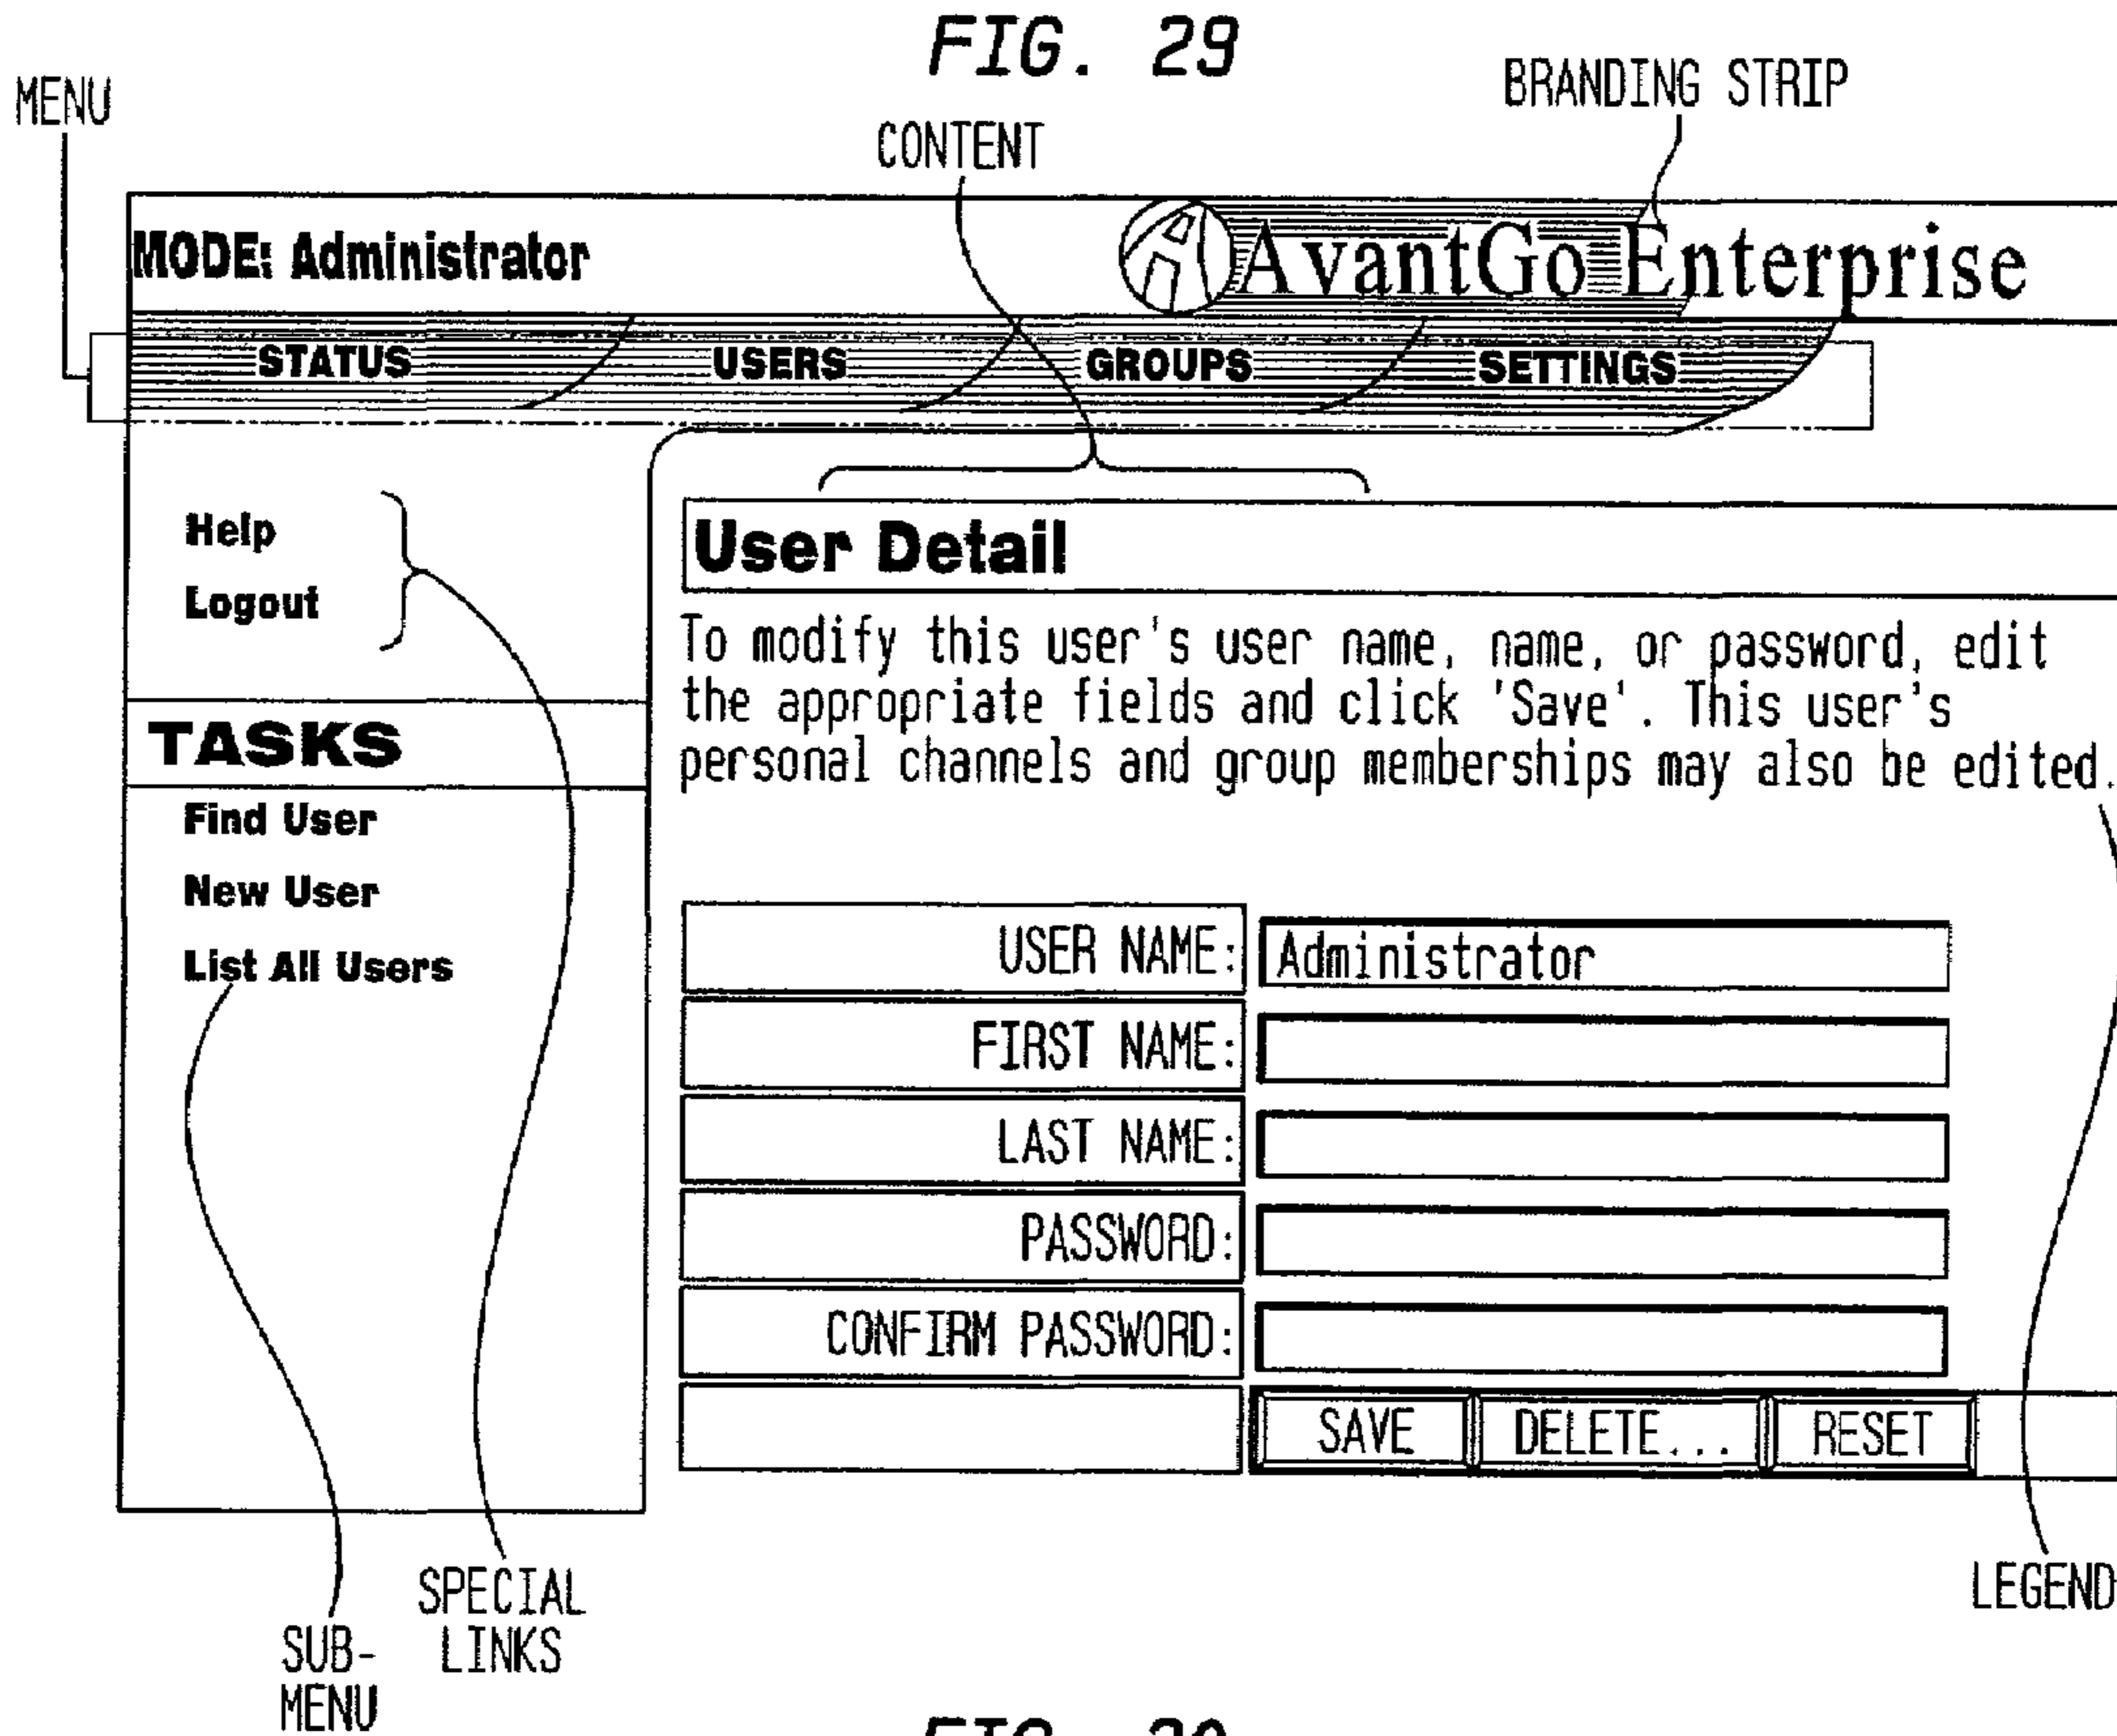 FIG. 29
MENU
BRANDING STRIP
CONTENT
MODE: Administrator
AvantGo Enterprise
STATUS USERS GROUPS SETTINGS
Help
Logout
User Detail
To modify this user's user name, name, or password, edit
the appropriate fields and click 'Save'. This user's
personal channels and group memberships may also be edited.
TASKS
Find User
New User
List All Users
USER NAME: Administrator
FIRST NAME:
LAST NAME:
PASSWORD:
CONFIRM PASSWORD:
SAVE DELETE... RESET
SPECIAL
LINKS
SUB-
MENU
LEGEND